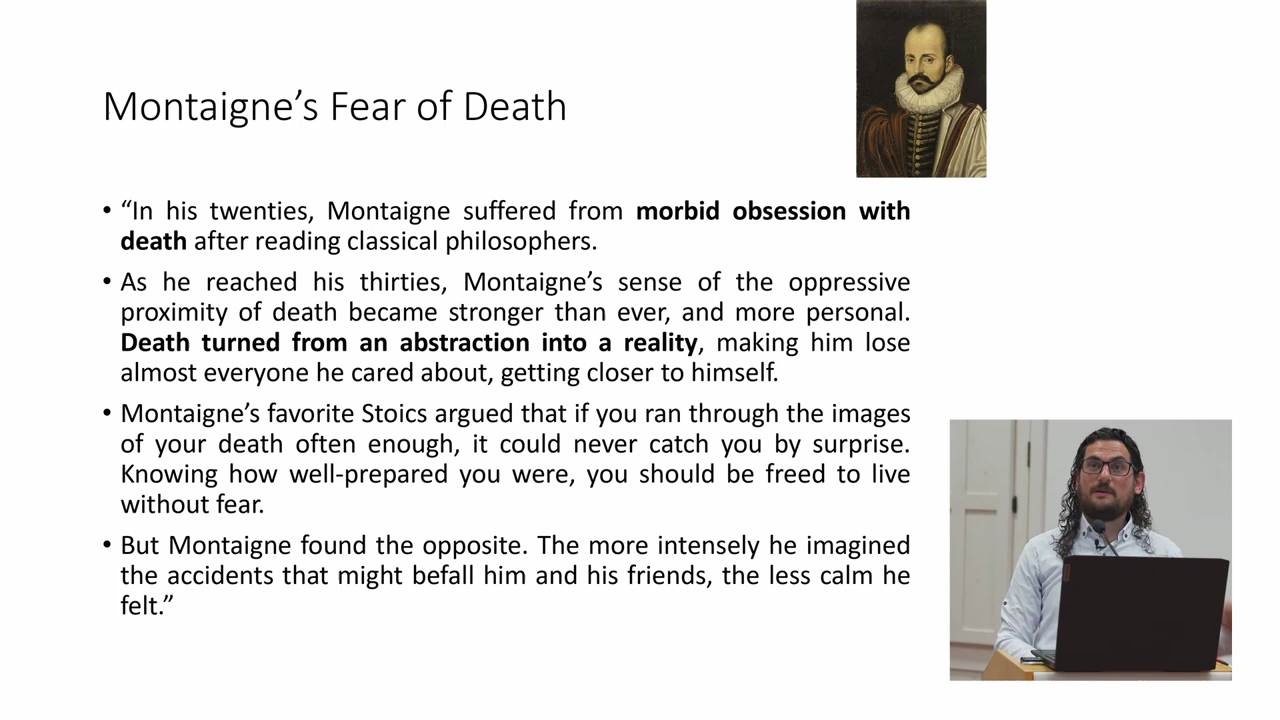 Montaigne’s Fear of Death
• “In his twenties, Montaigne suffered from morbid obsession with
death after reading classical philosophers.
• As he reached his thirties, Montaigne’s sense of the oppressive
proximity of death became stronger than ever, and more personal.
Death turned from an abstraction into a reality, making him lose
almost everyone he cared about, getting closer to himself.
• Montaigne’s favorite Stoics argued that if you ran through the images
of your death often enough, it could never catch you by surprise.
Knowing how well-prepared you were, you should be freed to live
without fear.
• But Montaigne found the opposite. The more intensely he imagined
the accidents that might befall him and his friends, the less calm he
felt.”